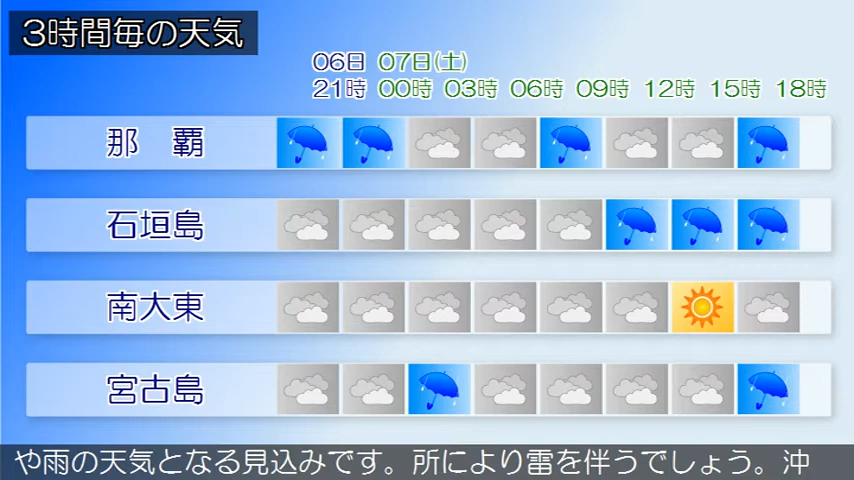 3時間毎の天気
06日 07日(土)
21時 00時 03時 06時 09時 12時 15時 18時
那 覇
石垣島
南大東
宮古島
や雨の天気となる見込みです。所により雷を伴うでしょう。沖